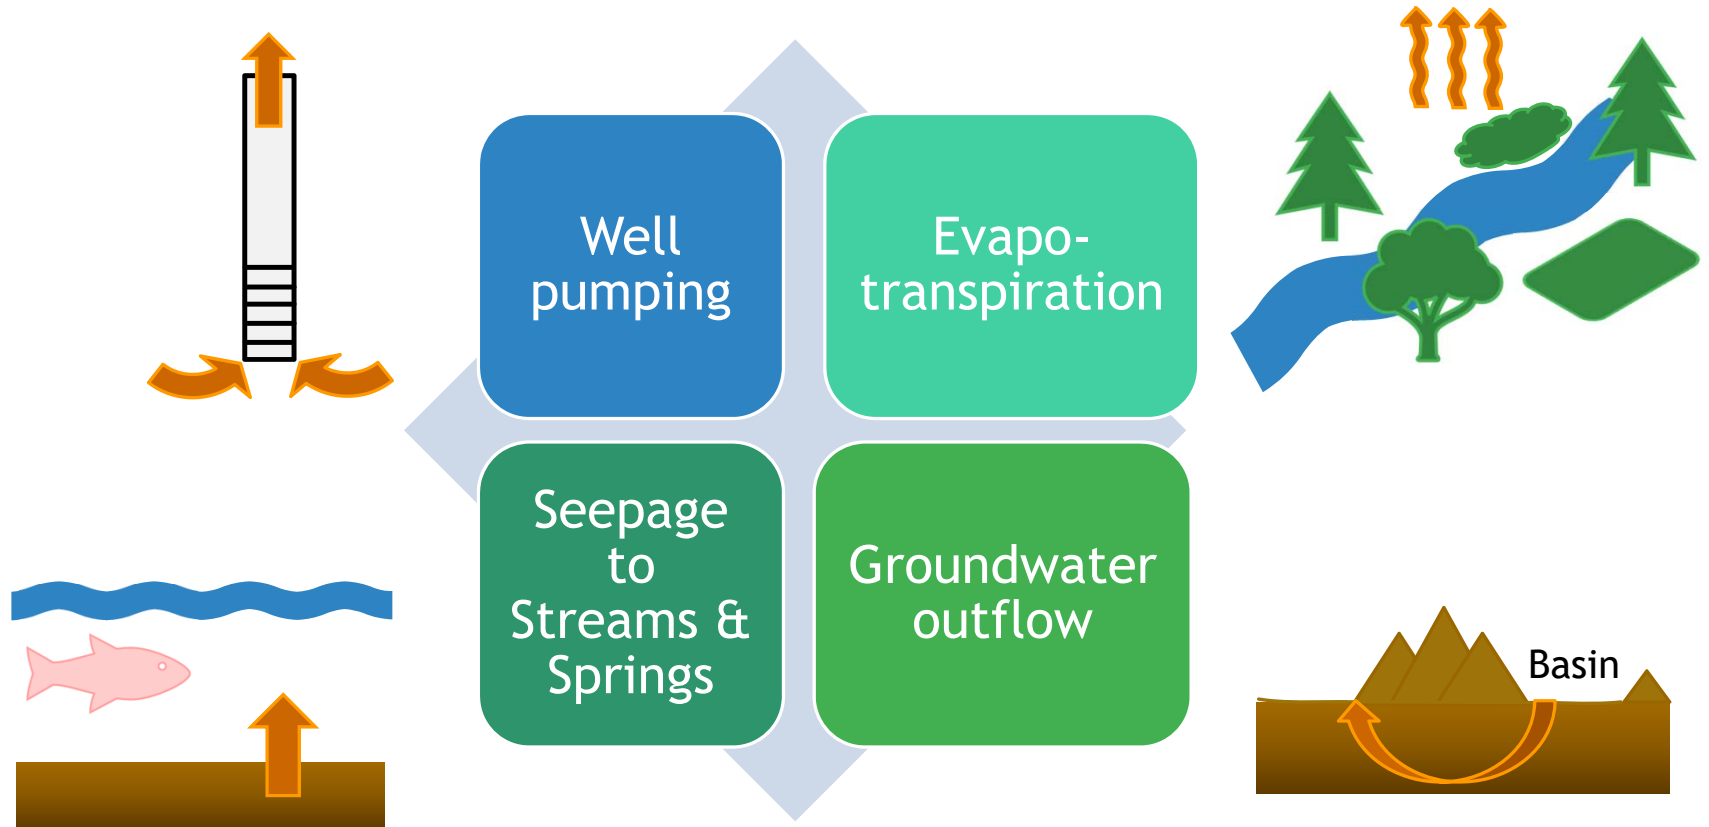 Well
pumping
Evapo-
transpiration
Seepage
to
Streams &
Springs
Groundwater
outflow
Basin